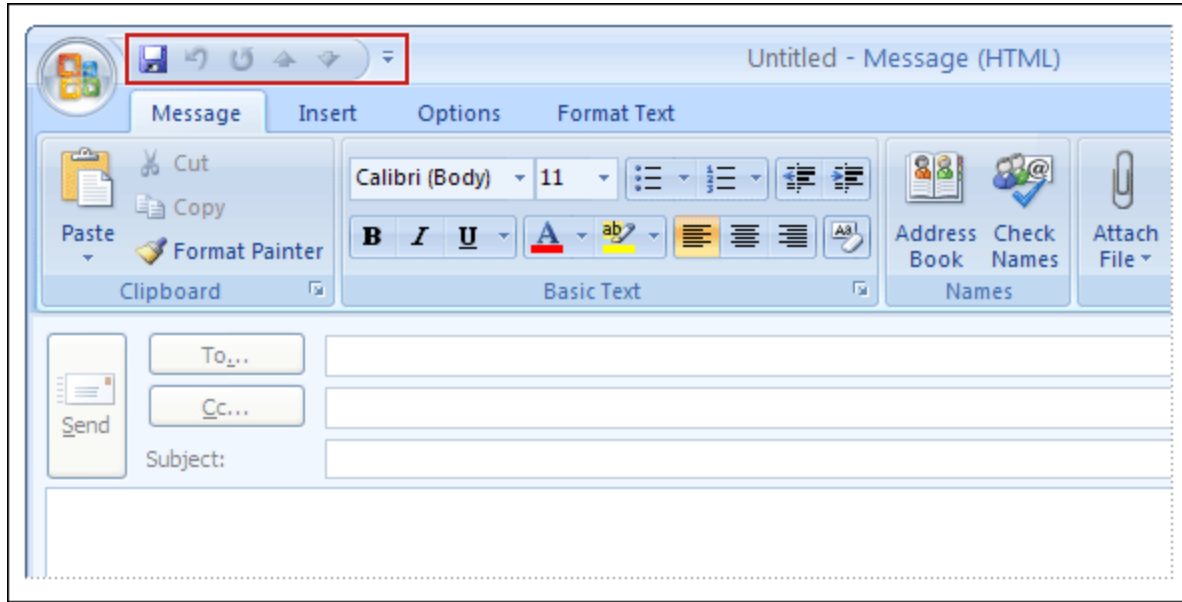 Untitled - Message (HTML)
Message Insert Options Format Text
Cut
Copy
Paste
Format Painter
Clipboard
Calibri (Body) 11
B I U A ab
Basic Text
Address Book
Check Names
Names
Attach File
Send
To...
Cc...
Subject: